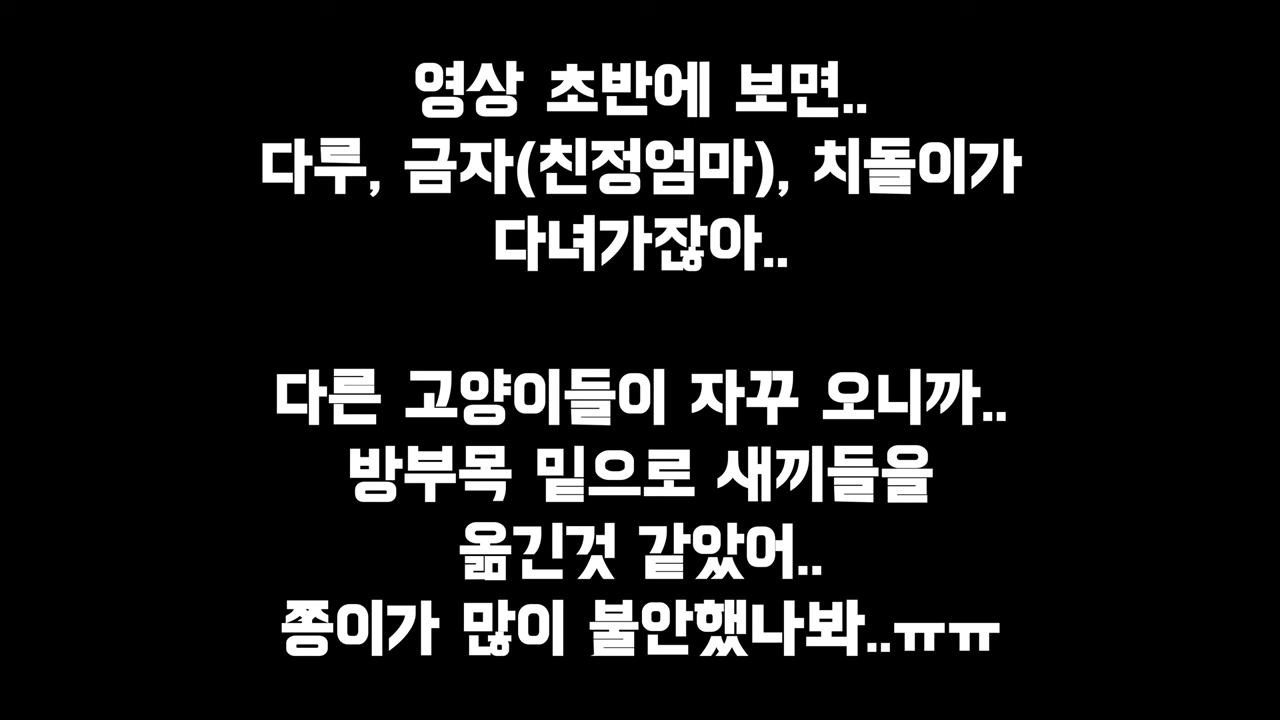 영상 초반에 보면..
다루, 금자(친정엄마), 치돌이가
다녀가잖아..
다른 고양이들이 자꾸 오니까..
방부목 밑으로 새끼들을
옮긴것 같았어..
쫑이가 많이 불안했나봐..ㅠㅠ